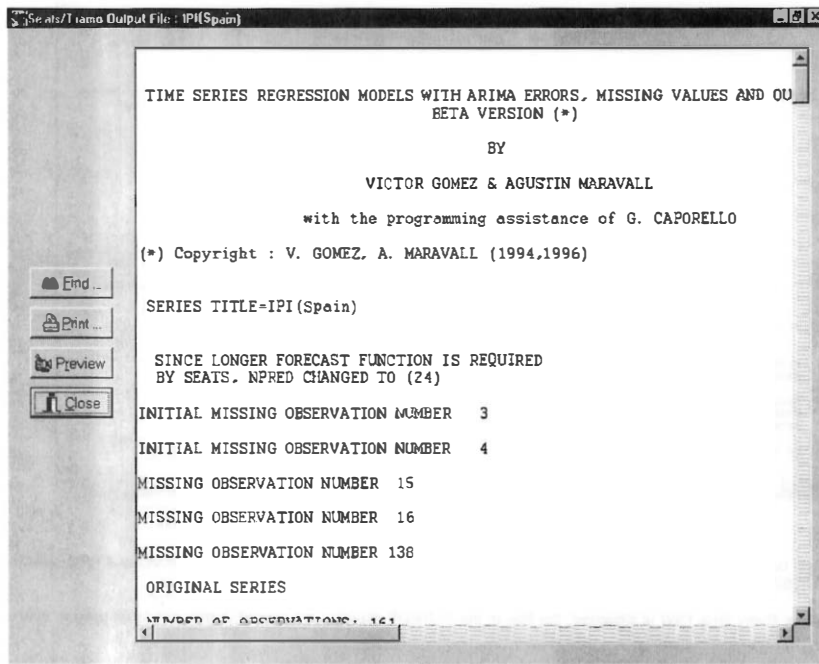 Seats/Tramo Output File : IPI(Spain)
TIME SERIES REGRESSION MODELS WITH ARIMA ERRORS, MISSING VALUES AND OU
BETA VERSION (*)
BY
VICTOR GOMEZ & AGUSTIN MARAVALL
with the programming assistance of G. CAPORELLO
(*) Copyright : V. GOMEZ, A. MARAVALL (1994,1996)
Find ...
SERIES TITLE=IPI(Spain)
Print ...
SINCE LONGER FORECAST FUNCTION IS REQUIRED
Preview
BY SEATS, NPRED CHANGED TO (24)
Close
INITIAL MISSING OBSERVATION NUMBER 3
INITIAL MISSING OBSERVATION NUMBER 4
MISSING OBSERVATION NUMBER 15
MISSING OBSERVATION NUMBER 16
MISSING OBSERVATION NUMBER 138
ORIGINAL SERIES
NUMBER OF OBSERVATIONS: 161